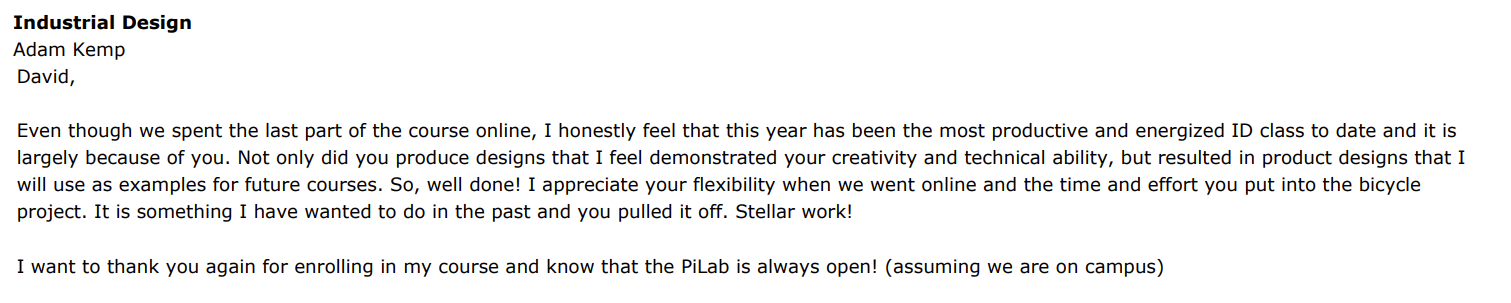 Industrial Design
Adam Kemp
David,
Even though we spent the last part of the course online, I honestly feel that this year has been the most productive and energized ID class to date and it is
largely because of you. Not only did you produce designs that I feel demonstrated your creativity and technical ability, but resulted in product designs that I
will use as examples for future courses. So, well done! I appreciate your flexibility when we went online and the time and effort you put into the bicycle
project. It is something I have wanted to do in the past and you pulled it off. Stellar work!
I want to thank you again for enrolling in my course and know that the PiLab is always open! (assuming we are on campus)